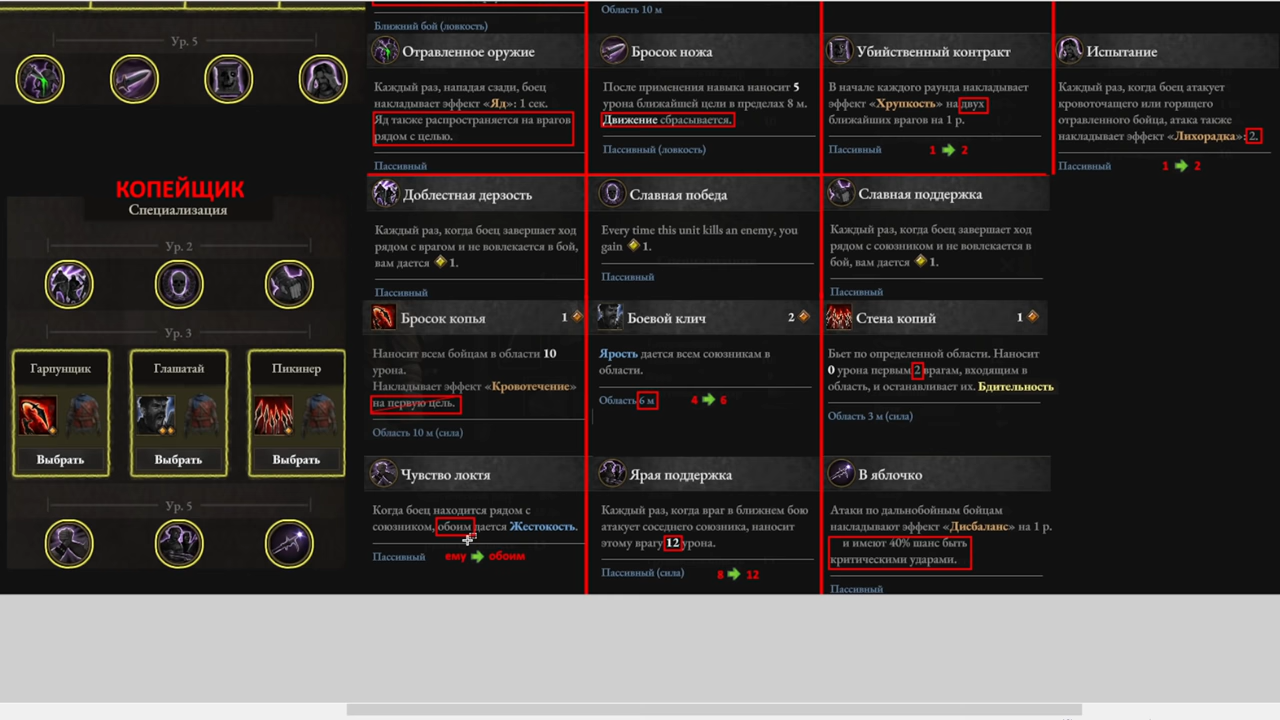 Область 10 м
Ближний бой (ловкость)
Ур. 5
Отравленное оружие
Каждый раз, нападая сзади, боец
накладывает эффект «Яд»: 1 сек.
Яд также распространяется на врагов
рядом с целью.
Пассивный
Бросок ножа
После применения навыка наносит 5
урона ближайшей цели в пределах 8 м.
Движение сбрасывается.
Пассивный (ловкость)
Убийственный контракт
В начале каждого раунда накладывает
эффект «Хрупкость» на двух
ближайших врагов на 1 р.
Пассивный
1 2
Испытание
Каждый раз, когда боец атакует
кровоточащего или горящего
отравленного бойца, атака также
накладывает эффект «Лихорадка»: 2.
Пассивный
1 2
КОПЕЙЩИК
Специализация
Ур. 2
Доблестная дерзость
Каждый раз, когда боец завершает ход
рядом с врагом и не вовлекается в бой,
вам дается 1.
Пассивный
Славная победа
Every time this unit kills an enemy, you
gain 1.
Пассивный
Славная поддержка
Каждый раз, когда боец завершает ход
рядом с союзником и не вовлекается в
бой, вам дается 1.
Пассивный
Ур. 3
Гарпунщик
Выбрать
Глашатай
Выбрать
Пикинер
Выбрать
Бросок копья 1
Наносит всем бойцам в области 10
урона.
Накладывает эффект «Кровотечение»
на первую цель.
Область 10 м (сила)
Боевой клич 2
Ярость дается всем союзникам в
области.
Область 6 м
4 6
Стена копий 1
Бьет по определенной области. Наносит
0 урона первым 2 врагам, входящим в
область, и останавливает их. Бдительность
Область 3 м (сила)
Ур. 5
Чувство локтя
Когда боец находится рядом с
союзником, обоим дается Жестокость.
Пассивный
ему обоим
Ярая поддержка
Каждый раз, когда враг в ближнем бою
атакует соседнего союзника, наносит
этому врагу 12 урона.
Пассивный (сила)
8 12
В яблочко
Атаки по дальнобойным бойцам
накладывают эффект «Дисбаланс» на 1 р.
и имеют 40% шанс быть
критическими ударами.
Пассивный